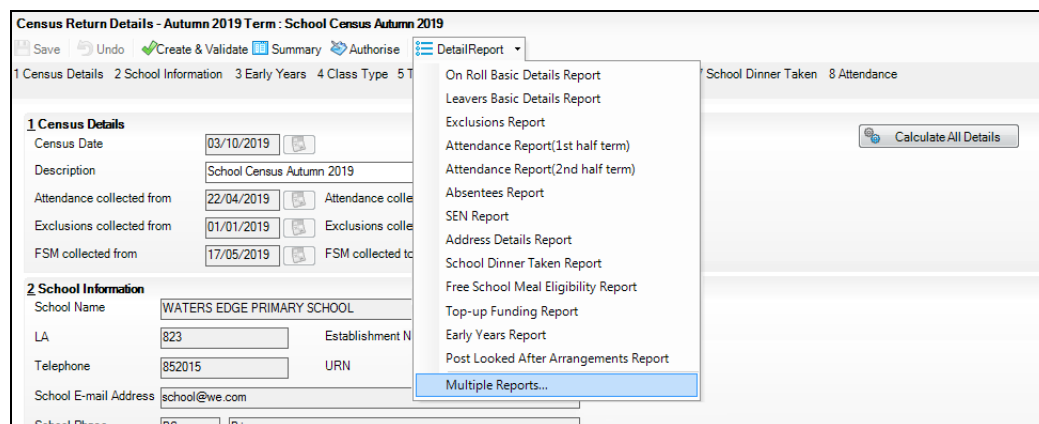 Census Return Details - Autumn 2019 Term : School Census Autumn 2019
Save Undo Create & Validate Summary Authorise DetailReport
1 Census Details 2 School Information 3 Early Years 4 Class Type 5 School Dinner Taken 8 Attendance
On Roll Basic Details Report
Leavers Basic Details Report
Exclusions Report
Attendance Report(1st half term)
Attendance Report(2nd half term)
Absentees Report
SEN Report
Address Details Report
School Dinner Taken Report
Free School Meal Eligibility Report
Top-up Funding Report
Early Years Report
Post Looked After Arrangements Report
Multiple Reports...
1 Census Details
Calculate All Details
Census Date 03/10/2019
Description School Census Autumn 2019
Attendance collected from 22/04/2019 Attendance colle
Exclusions collected from 01/01/2019 Exclusions colle
FSM collected from 17/05/2019 FSM collected to
2 School Information
School Name WATERS EDGE PRIMARY SCHOOL
LA 823 Establishment N
Telephone 852015 URN
School E-mail Address school@we.com